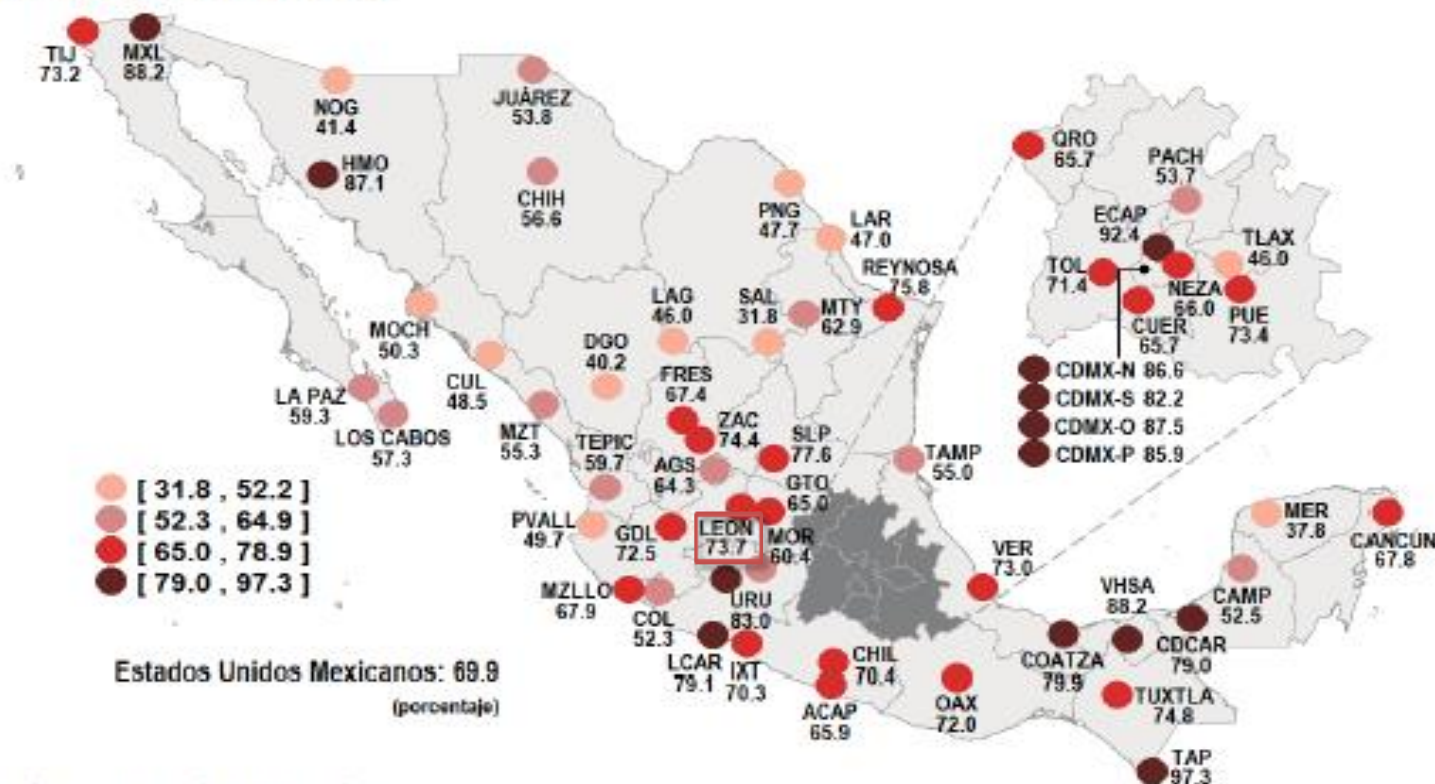 TIJ
73.2
MXL
88.2
NOG
41.4
HMO
87.1
JUÁREZ
53.8
CHIH
56.6
PNG
47.7
LAR
47.0
REYNOSA
75.8
MOCH
50.3
CUL
48.5
LAG
46.0
SAL
31.8
MTY
62.9
DGO
40.2
FRES
67.4
ZAC
74.4
SLP
77.6
LA PAZ
59.3
LOS CABOS
57.3
MZT
55.3
TEPIC
59.7
AGS
64.3
GTO
65.0
TAMP
55.0
PVALL
49.7
GDL
72.5
LEON
73.7
MOR
60.4
MZLLO
67.9
COL
52.3
URU
83.0
LCAR
79.1
IXT
70.3
CHIL
70.4
ACAP
65.9
OAX
72.0
VER
73.0
COATZA
79.9
VHSA
88.2
CDCAR
79.0
TUXTLA
74.8
TAP
97.3
CAMP
52.5
MER
37.8
CANCÚN
67.8
QRO
65.7
PACH
53.7
ECAP
92.4
TLAX
46.0
TOL
71.4
NEZA
66.0
CUER
65.7
PUE
73.4
CDMX-N 86.6
CDMX-S 82.2
CDMX-O 87.5
CDMX-P 85.9
[ 31.8 , 52.2 ]
[ 52.3 , 64.9 ]
[ 65.0 , 78.9 ]
[ 79.0 , 97.3 ]
Estados Unidos Mexicanos: 69.9
(porcentaje)